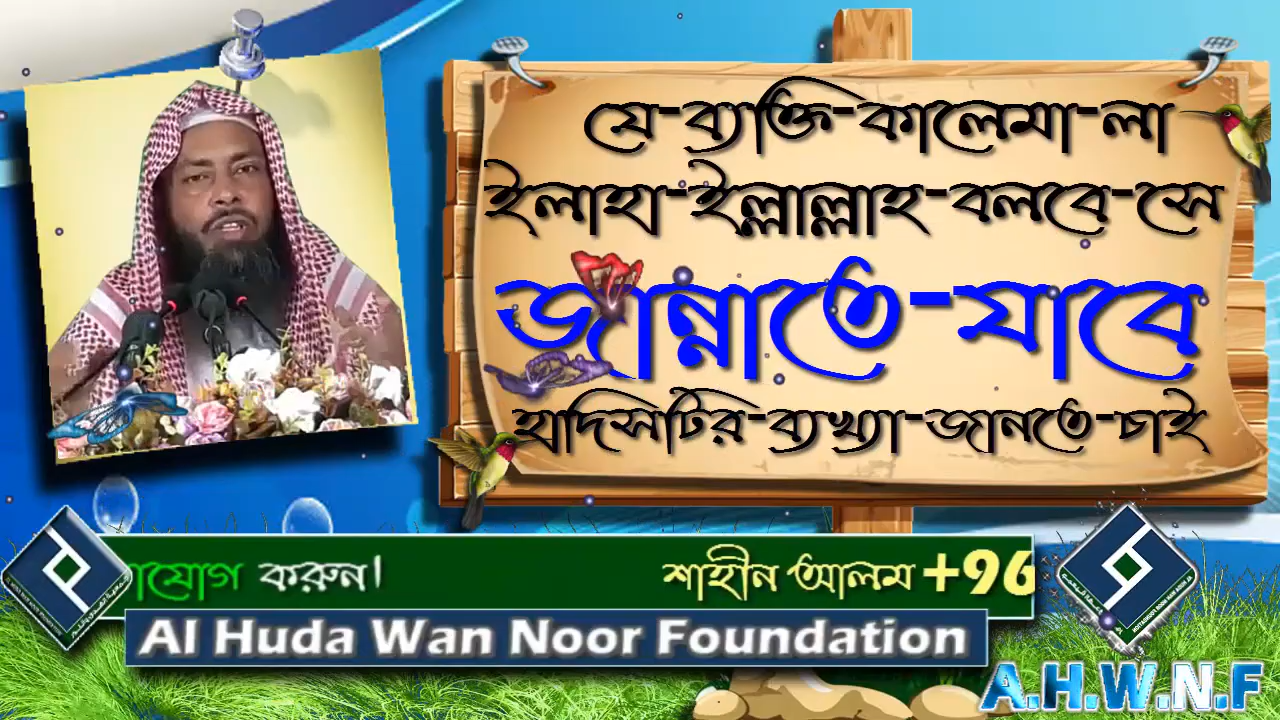 যে-ব্যক্তি-কালেমা-লা
ইলাহা-ইল্লাল্লাহ-বলবে-সে
জান্নাতে-যাবে
হাদিসটির-ব্যখ্যা-জানতে-চাই
াযোগ করুন। শাহীন আলম +96
Al Huda Wan Noor Foundation
A.H.W.N.F